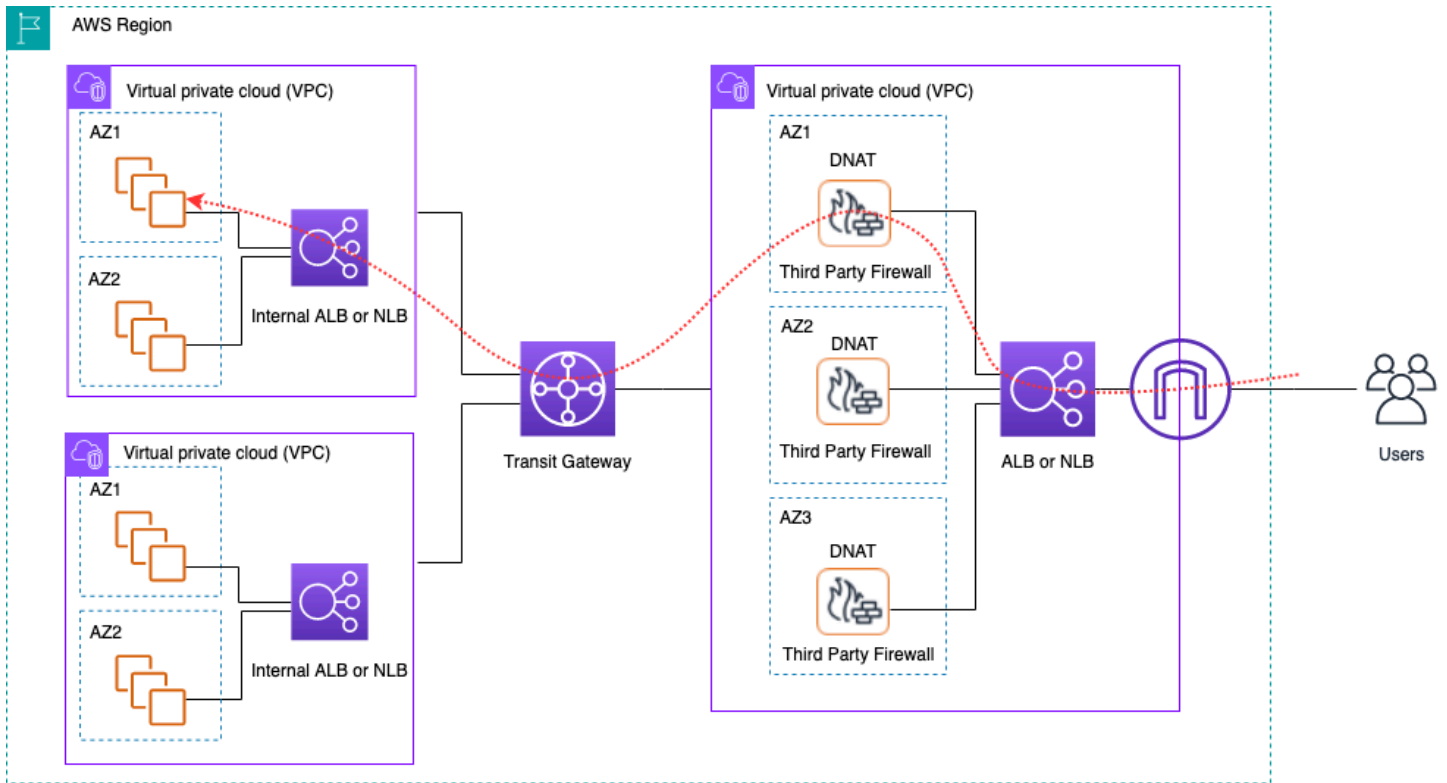 AWS Region
Virtual private cloud (VPC)
AZ1
AZ2
Internal ALB or NLB
Virtual private cloud (VPC)
AZ1
AZ2
Internal ALB or NLB
Transit Gateway
Virtual private cloud (VPC)
AZ1
DNAT
Third Party Firewall
AZ2
DNAT
Third Party Firewall
AZ3
DNAT
Third Party Firewall
ALB or NLB
Users